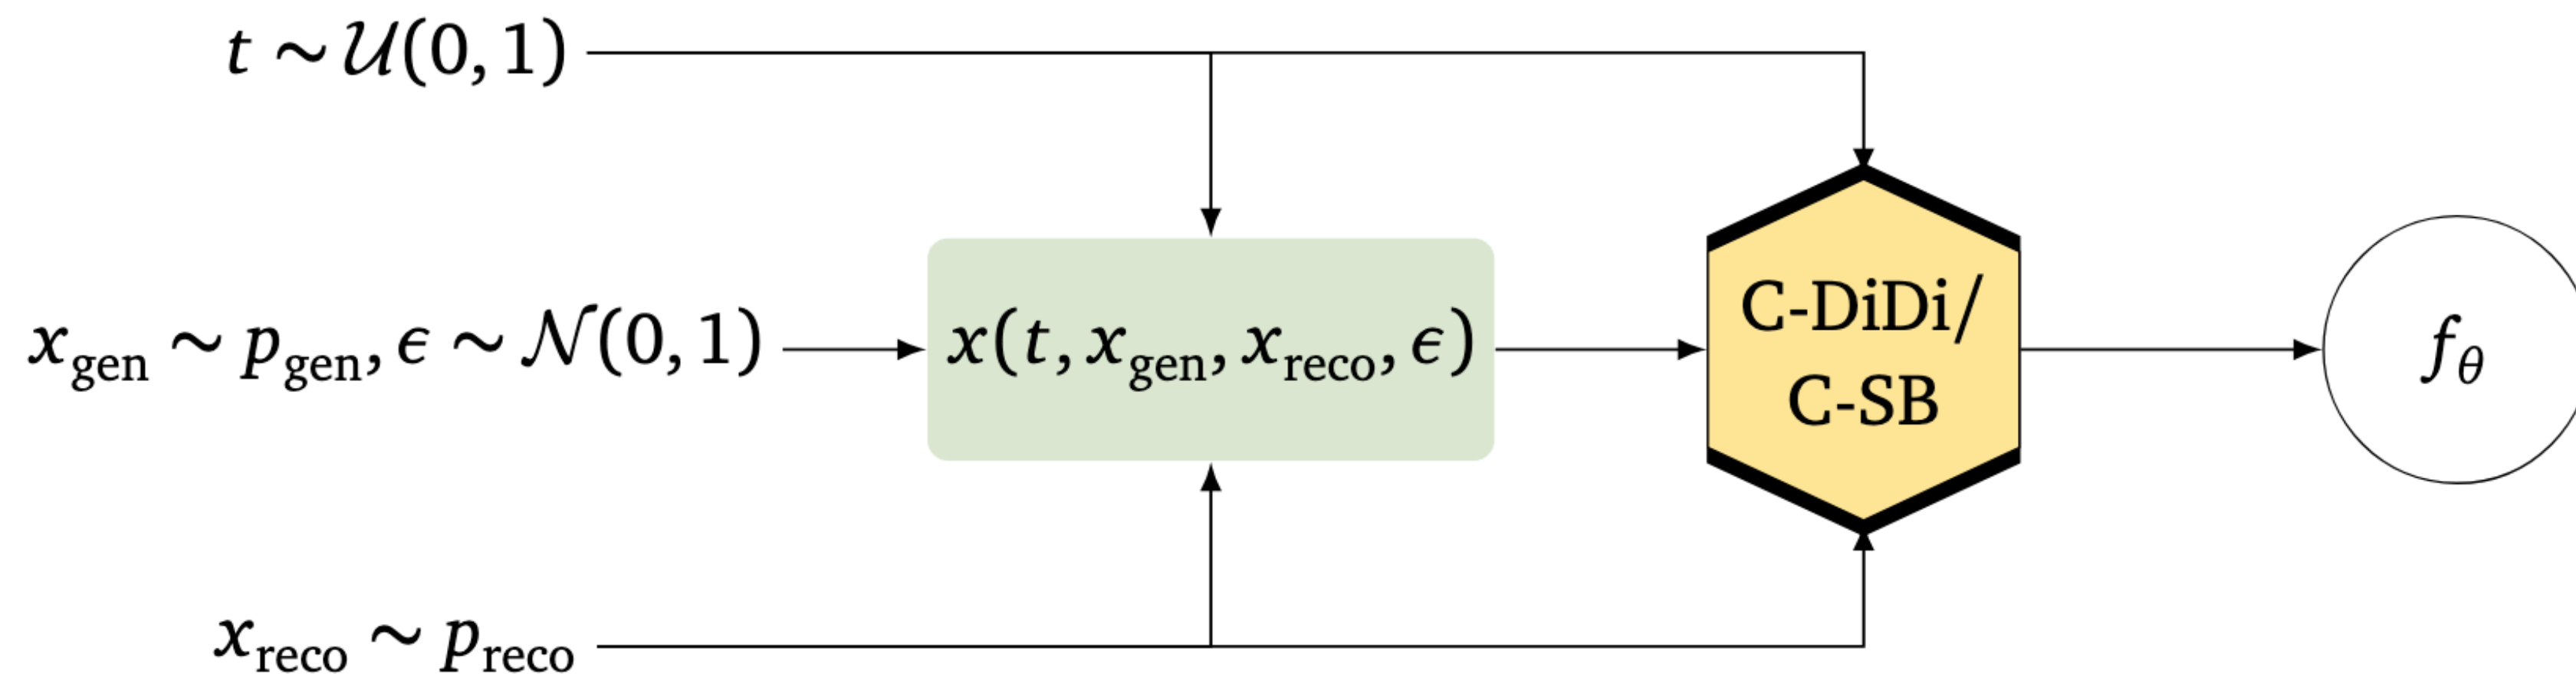 t ∼ 𝒰(0, 1)
x_gen ∼ p_gen, ϵ ∼ 𝒩(0, 1)
x(t, x_gen, x_reco, ϵ)
C-DiDi/
C-SB
f_θ
x_reco ∼ p_reco